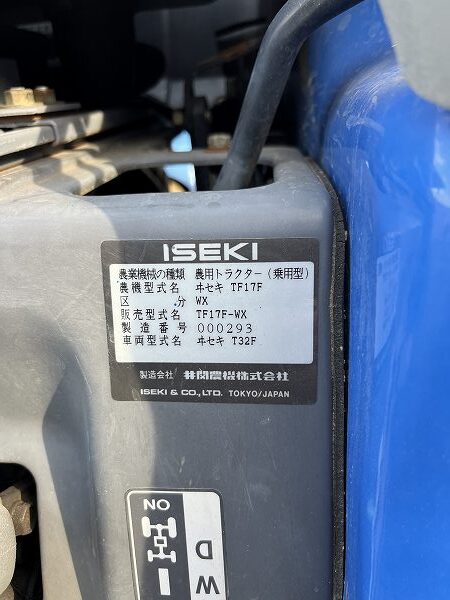 ISEKI
農業機械の種類 農用トラクター(乗用型)
農機型式名 ヰセキ TF17F
区分 WX
販売型式名 TF17F-WX
製造番号 000293
車両型式名 ヰセキ T32F
製造会社 井関農機株式会社
ISEKI & CO., LTD. TOKYO/JAPAN
ON
WD